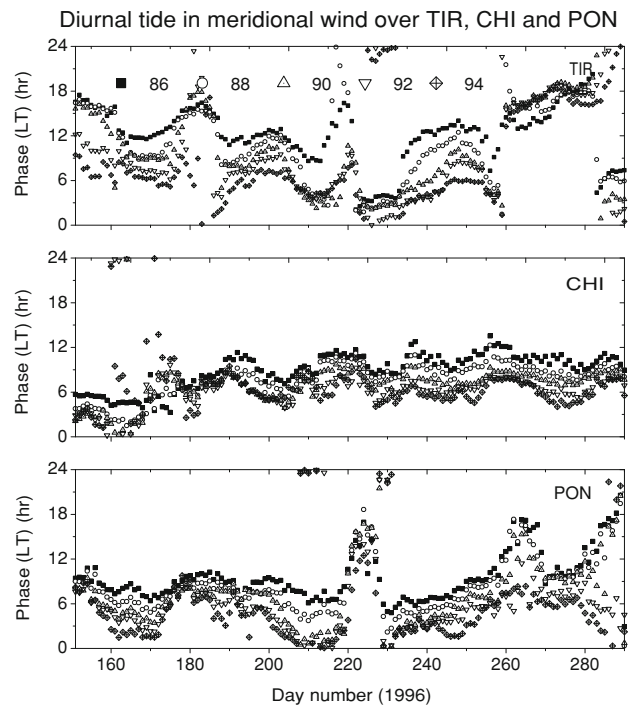 Diurnal tide in meridional wind over TIR, CHI and PON
24
18
12
6
0
Phase (LT) (hr)
86 88 90 92 94
TIR
24
18
12
6
0
Phase (LT) (hr)
CHI
24
18
12
6
0
Phase (LT) (hr)
PON
160 180 200 220 240 260 280
Day number (1996)